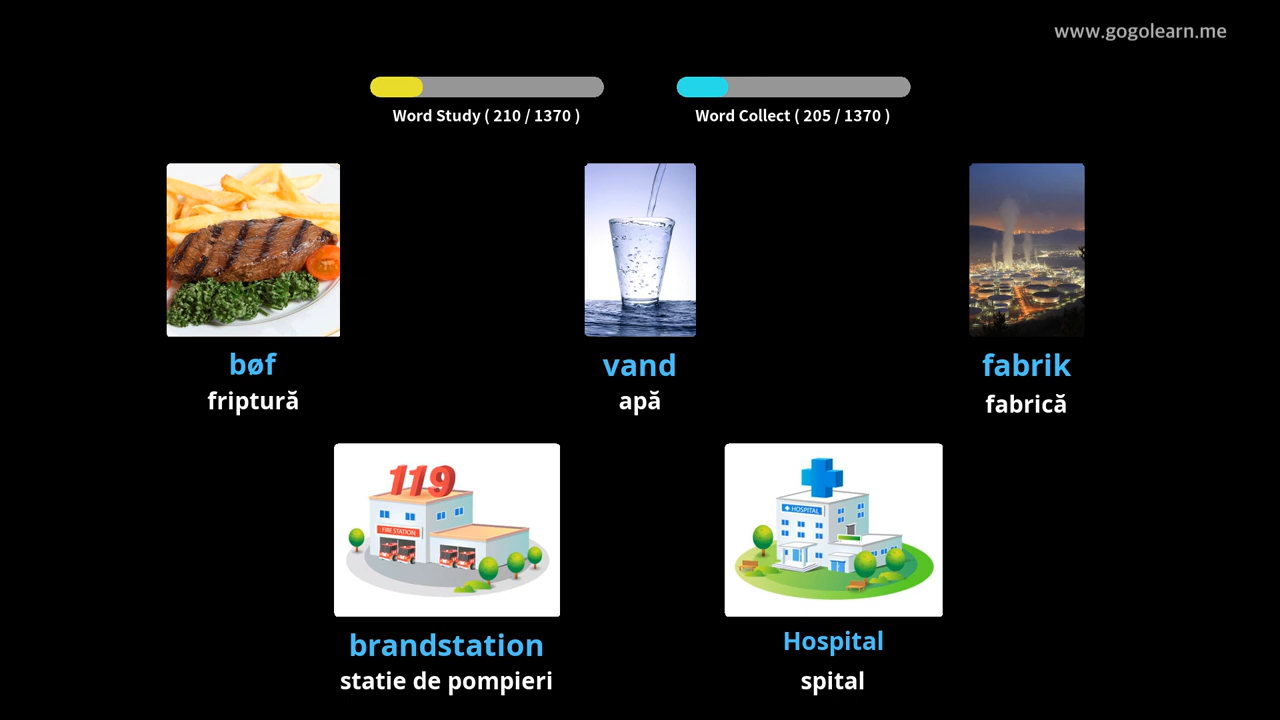 www.gogolearn.me
Word Study ( 210 / 1370 )
Word Collect ( 205 / 1370 )
bøf
vand
fabrik
friptură
apă
fabrică
119
FIRE STATION
HOSPITAL
brandstation
Hospital
statie de pompieri
spital